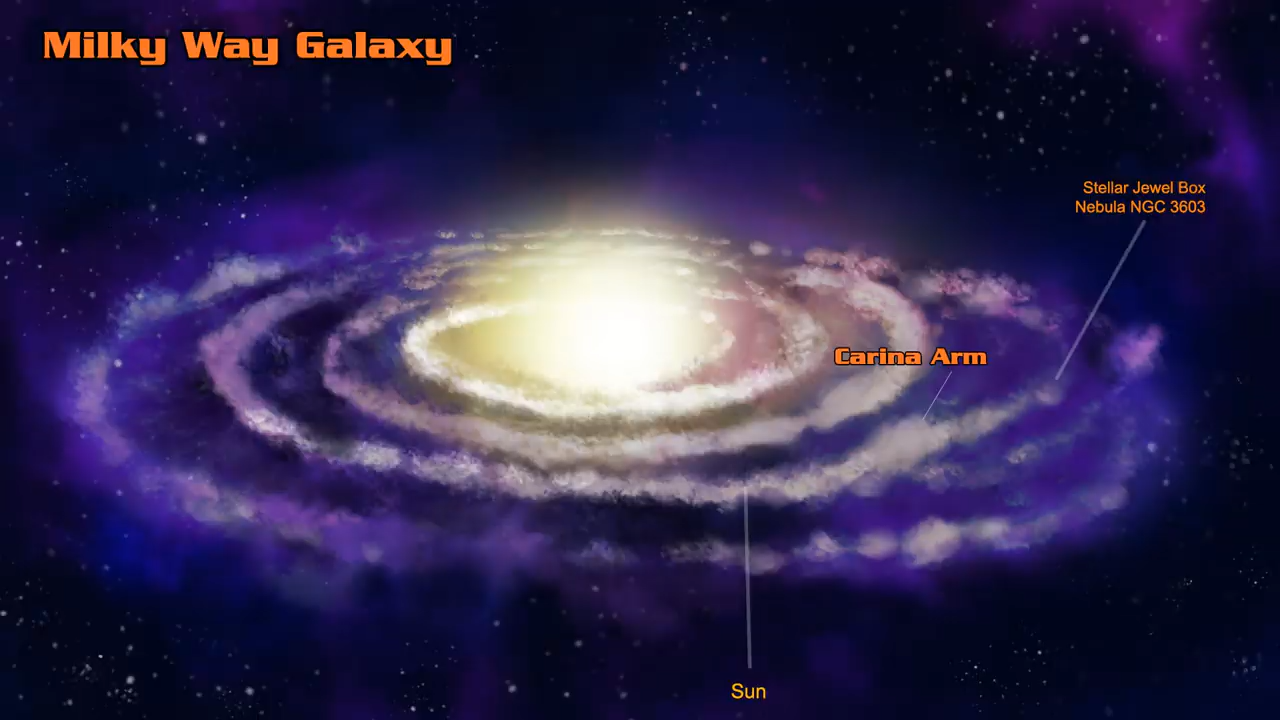 Milky Way Galaxy
Stellar Jewel Box
Nebula NGC 3603
Carina Arm
Sun